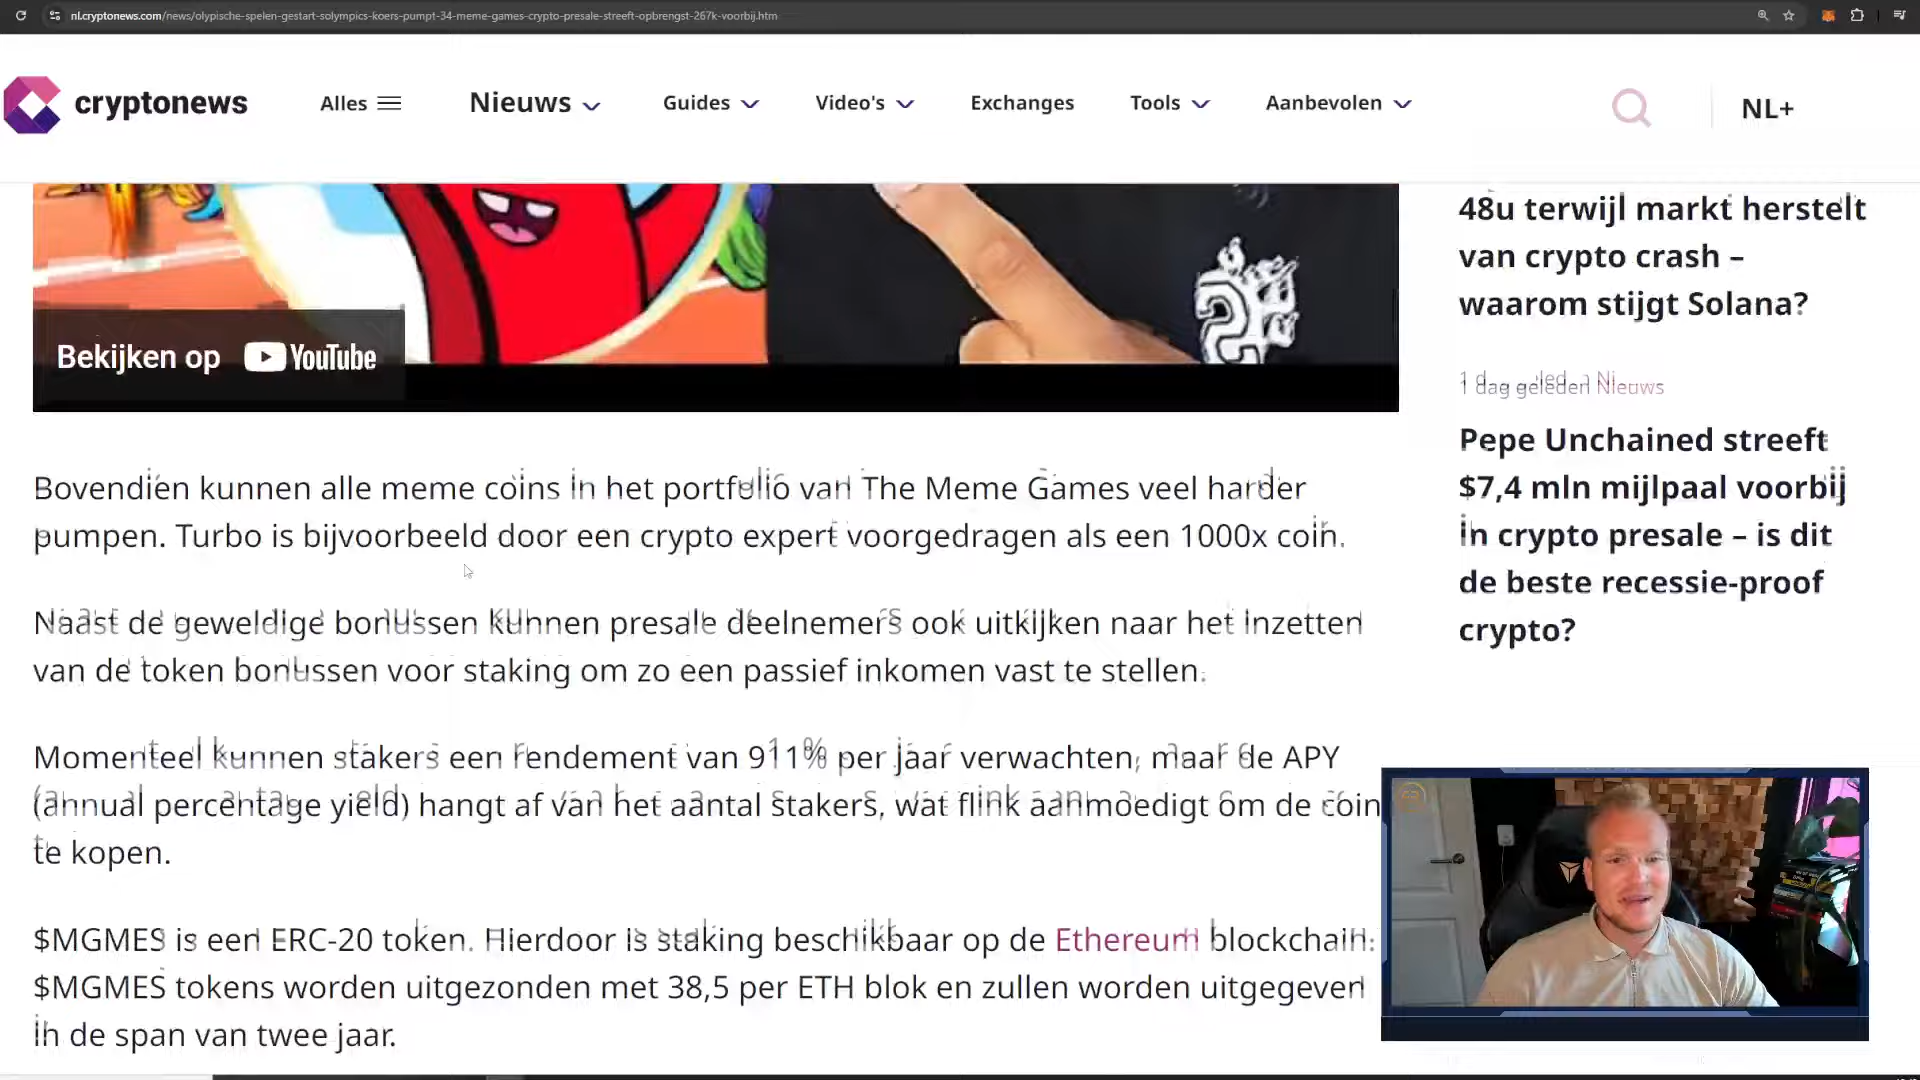 nl.cryptonews.com/news/olypische-spelen-gestart-solympics-koers-pumpt-34-meme-games-crypto-presale-streeft-opbrengst-267k-voorbij.htm
cryptonews
Alles
Nieuws
Guides
Video's
Exchanges
Tools
Aanbevolen
NL+
Bekijken op YouTube
Bovendien kunnen alle meme coins in het portfolio van The Meme Games veel harder
pumpen. Turbo is bijvoorbeeld door een crypto expert voorgedragen als een 1000x coin.
Naast de geweldige bonussen kunnen presale deelnemers ook uitkijken naar het inzetten
van de token bonussen voor staking om zo een passief inkomen vast te stellen.
Momenteel kunnen stakers een rendement van 911% per jaar verwachten, maar de APY
(annual percentage yield) hangt af van het aantal stakers, wat flink aanmoedigt om de coin
te kopen.
$MGMES is een ERC-20 token. Hierdoor is staking beschikbaar op de Ethereum blockchain.
$MGMES tokens worden uitgezonden met 38,5 per ETH blok en zullen worden uitgegeven
in de span van twee jaar.
48u terwijl markt herstelt
van crypto crash –
waarom stijgt Solana?
1 dag geleden Nieuws
Pepe Unchained streeft
$7,4 mln mijlpaal voorbij
in crypto presale – is dit
de beste recessie-proof
crypto?